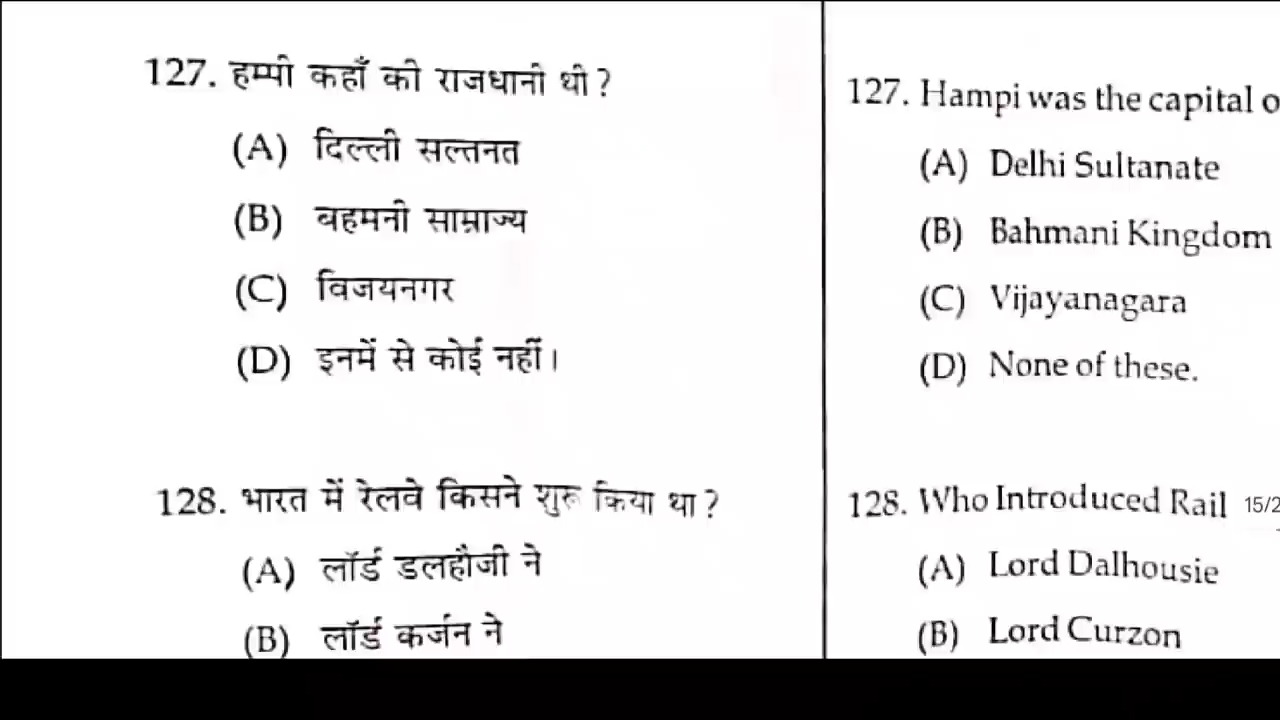 127. हम्पी कहाँ की राजधानी थी ?
(A) दिल्ली सल्तनत
(B) बहमनी साम्राज्य
(C) विजयनगर
(D) इनमें से कोई नहीं।
128. भारत में रेलवे किसने शुरू किया था ?
(A) लॉर्ड डलहौजी ने
(B) लॉर्ड कर्जन ने
127. Hampi was the capital o
(A) Delhi Sultanate
(B) Bahmani Kingdom
(C) Vijayanagara
(D) None of these.
128. Who Introduced Rail
15/2
(A) Lord Dalhousie
(B) Lord Curzon